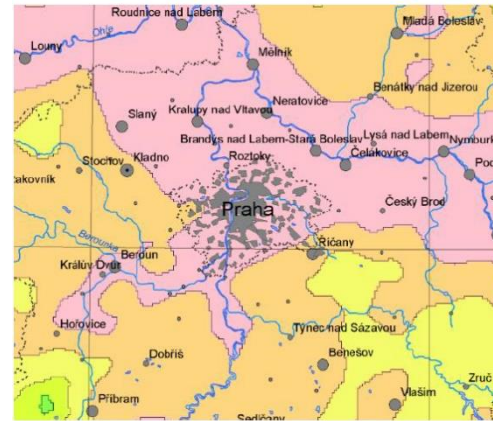 Roudnice nad Labem
Mladá Boleslav
Ohře
Louny
Mělník
Benátky nad Jizerou
Slaný
Kralupy nad Vltavou
Neratovice
Brandýs nad Labem-Stará Boleslav
Lysá nad Labem
Nymburk
Stochov
Kladno
Roztoky
Čelákovice
Český Brod
Praha
Berounka
Říčany
Beroun
Králův Dvůr
Hořovice
Týnec nad Sázavou
Dobříš
Benešov
Zruč
Příbram
Vlašim
Sedlčany